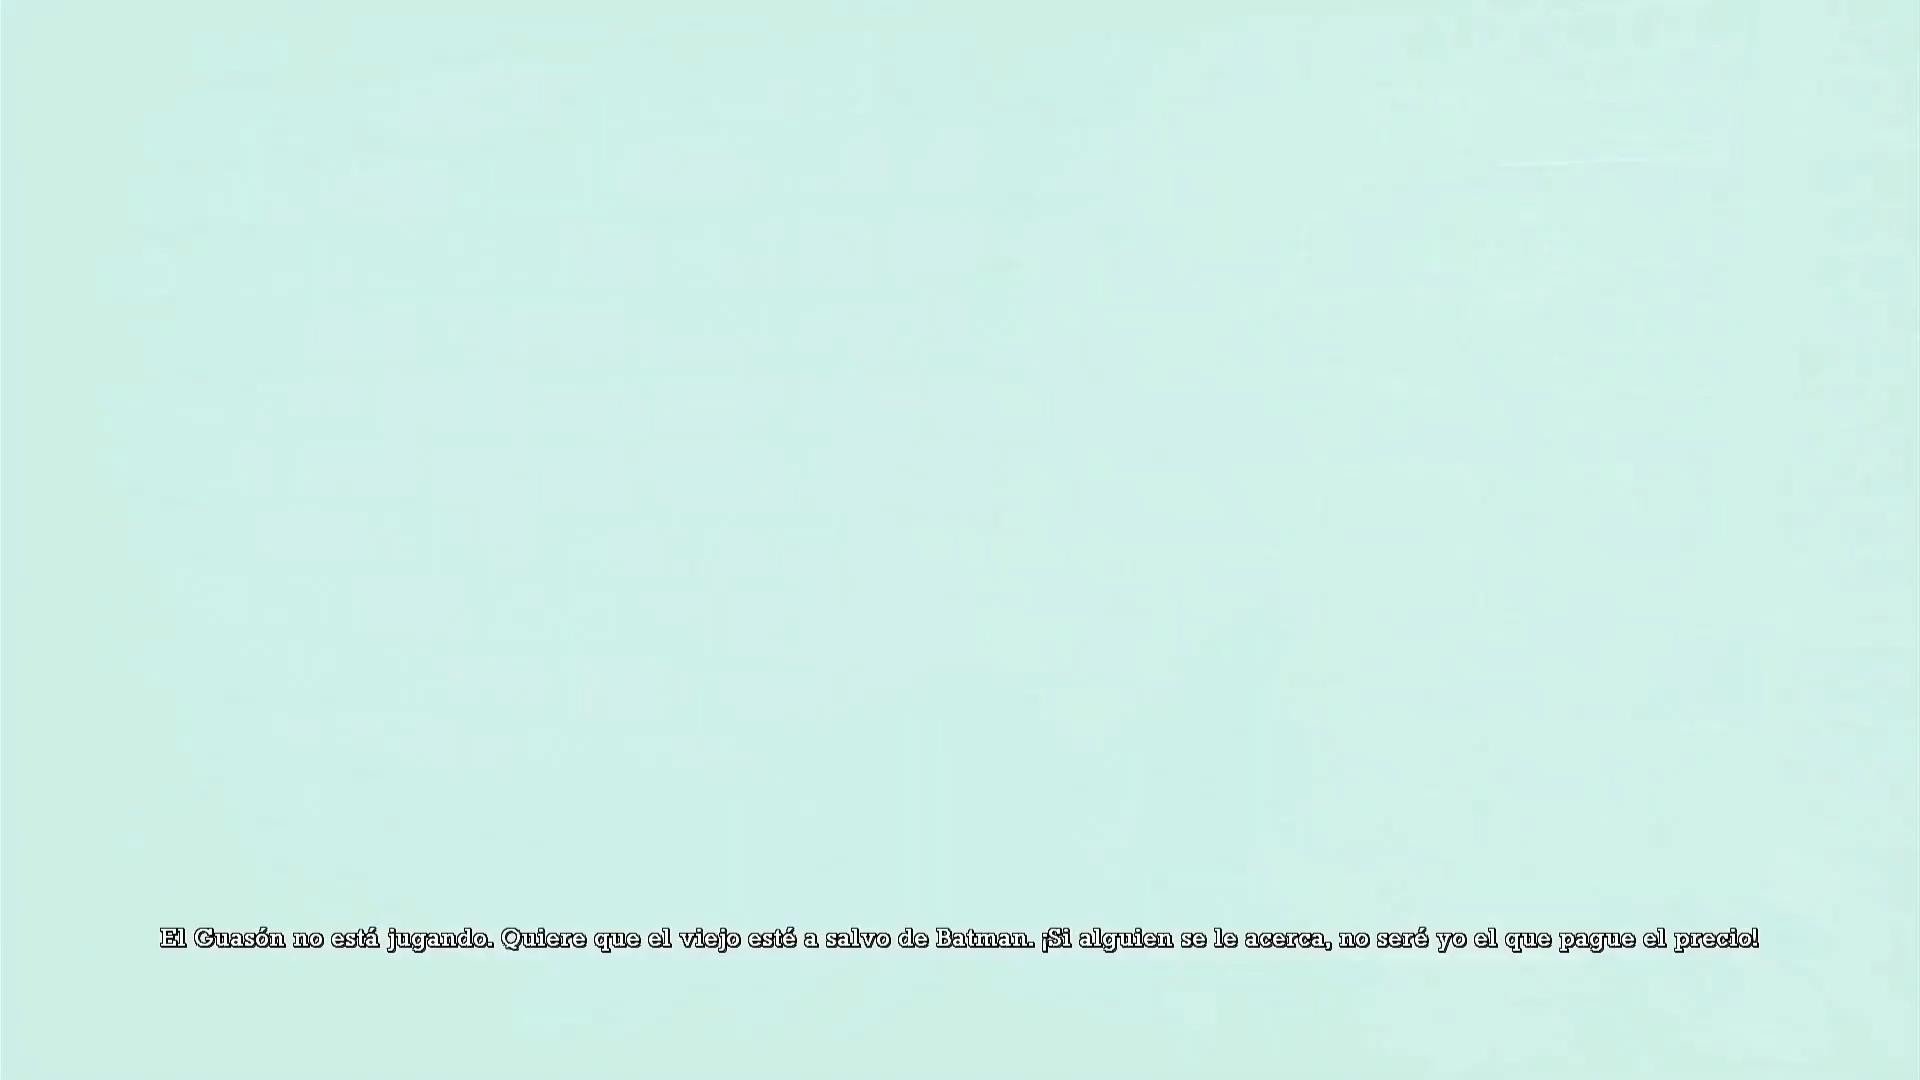 El Guasón no está jugando. Quiere que el viejo esté a salvo de Batman. ¡Si alguien se le acerca, no seré yo el que pague el precio!